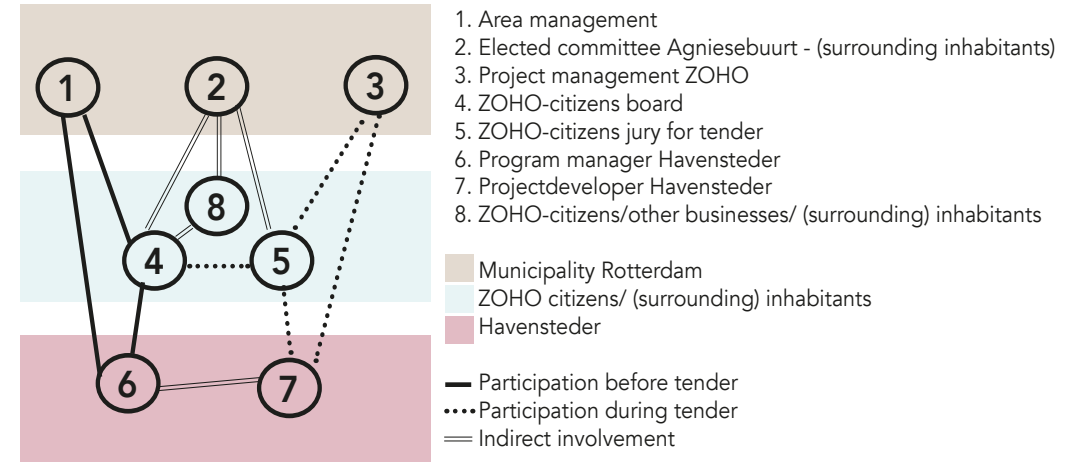 1
2
3
8
4
5
6
7
1. Area management
2. Elected committee Agniesebuurt - (surrounding inhabitants)
3. Project management ZOHO
4. ZOHO-citizens board
5. ZOHO-citizens jury for tender
6. Program manager Havensteder
7. Projectdeveloper Havensteder
8. ZOHO-citizens/other businesses/ (surrounding) inhabitants
Municipality Rotterdam
ZOHO citizens/ (surrounding) inhabitants
Havensteder
Participation before tender
Participation during tender
Indirect involvement